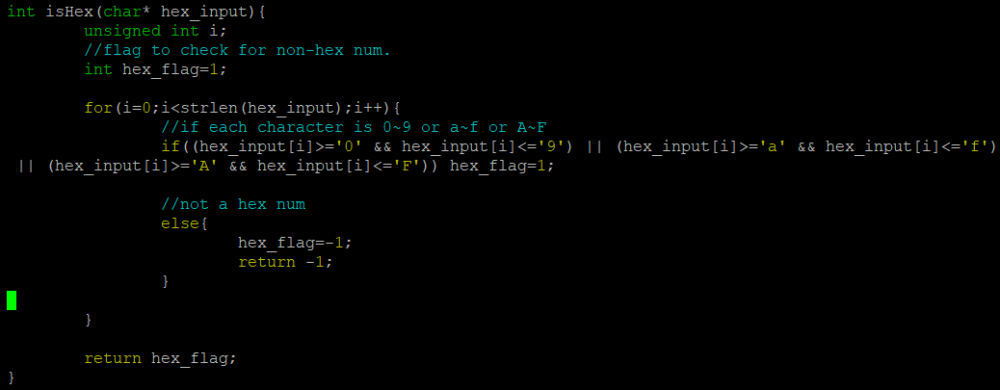 int isHex(char* hex_input){
        unsigned int i;
        //flag to check for non-hex num.
        int hex_flag=1;

        for(i=0;i<strlen(hex_input);i++){
                //if each character is 0~9 or a~f or A~F
                if((hex_input[i]>='0' && hex_input[i]<='9') || (hex_input[i]>='a' && hex_input[i]<='f')
 || (hex_input[i]>='A' && hex_input[i]<='F')) hex_flag=1;

                //not a hex num
                else{
                        hex_flag=-1;
                        return -1;
                }

        }

        return hex_flag;
}